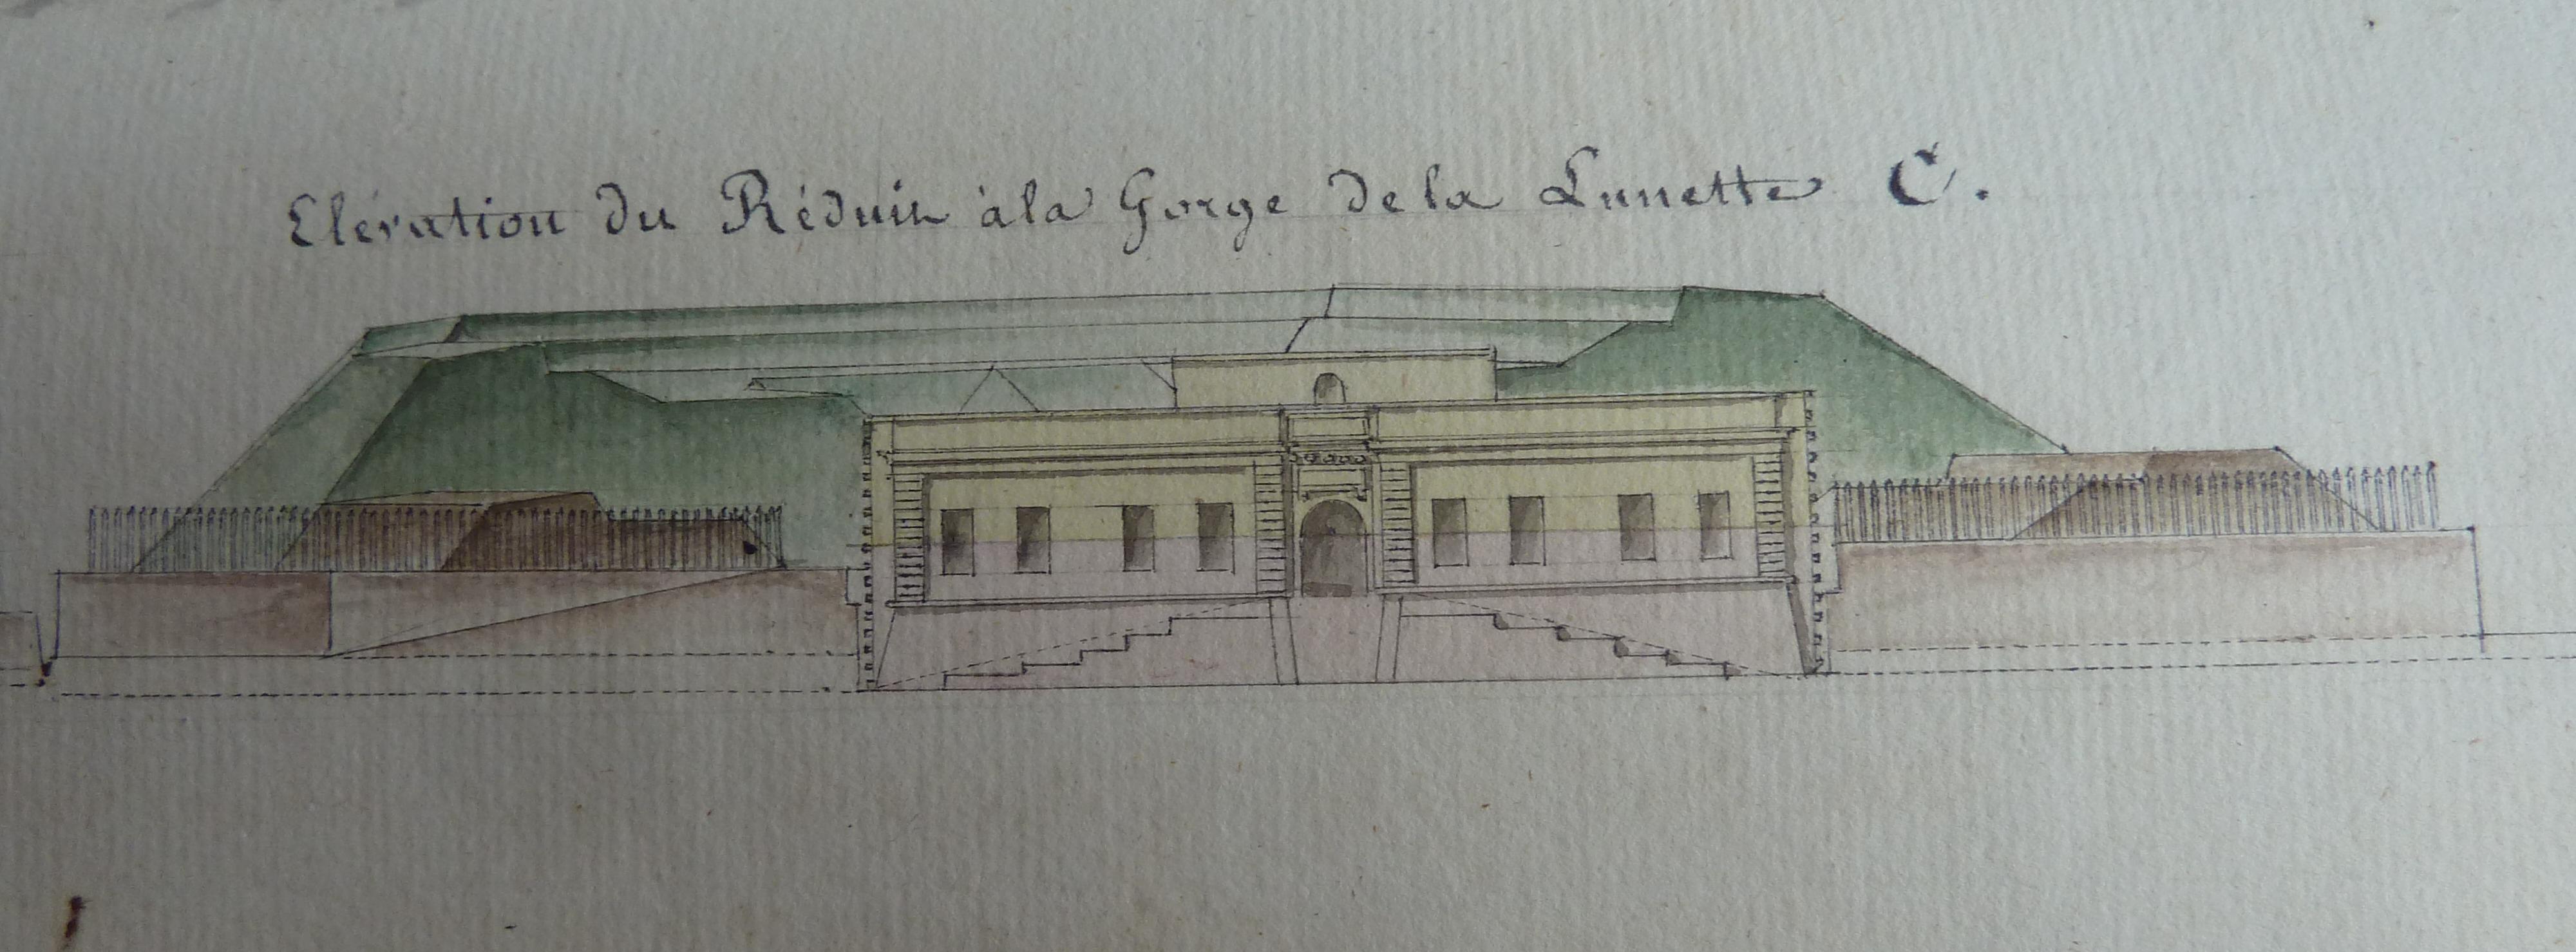 Elévation du Réduit à la Gorge de la Lunette C.